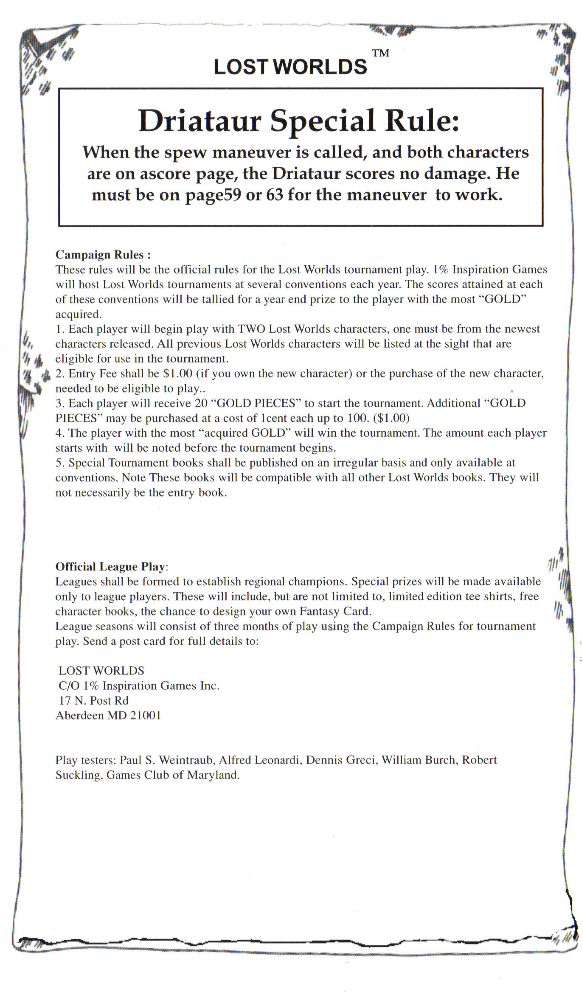 LOST WORLDS™
Driataur Special Rule:
When the spew maneuver is called, and both characters
are on ascore page, the Driataur scores no damage. He
must be on page59 or 63 for the maneuver to work.
Campaign Rules :
These rules will be the official rules for the Lost Worlds tournament play. 1% Inspiration Games
will host Lost Worlds tournaments at several conventions each year. The scores attained at each
of these conventions will be tallied for a year end prize to the player with the most “GOLD”
acquired.
1. Each player will begin play with TWO Lost Worlds characters, one must be from the newest
characters released. All previous Lost Worlds characters will be listed at the sight that are
eligible for use in the tournament.
2. Entry Fee shall be $1.00 (if you own the new character) or the purchase of the new character,
needed to be eligible to play..
3. Each player will receive 20 “GOLD PIECES” to start the tournament. Additional “GOLD
PIECES” may be purchased at a cost of 1cent each up to 100. ($1.00)
4. The player with the most “acquired GOLD” will win the tournament. The amount each player
starts with will be noted before the tournament begins.
5. Special Tournament books shall be published on an irregular basis and only available at
conventions. Note These books will be compatible with all other Lost Worlds books. They will
not necessarily be the entry book.
Official League Play:
Leagues shall be formed to establish regional champions. Special prizes will be made available
only to league players. These will include, but are not limited to, limited edition tee shirts, free
character books, the chance to design your own Fantasy Card.
League seasons will consist of three months of play using the Campaign Rules for tournament
play. Send a post card for full details to:
LOST WORLDS
C/O 1% Inspiration Games Inc.
17 N. Post Rd
Aberdeen MD 21001
Play testers: Paul S. Weintraub, Alfred Leonardi, Dennis Greci, William Burch, Robert
Suckling, Games Club of Maryland.